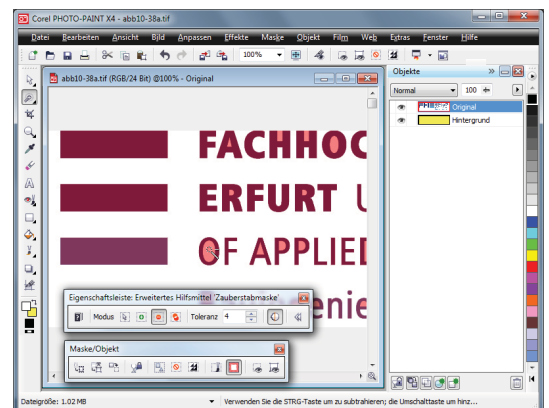 Corel PHOTO-PAINT X4 - abb10-38a.tif
Datei Bearbeiten Ansicht Bild Anpassen Effekte Maske Objekt Film Web Extras Fenster Hilfe
100%
abb10-38a.tif (RGB/24 Bit) @100% - Original
Objekte
Normal 100
Original
Hintergrund
FACHHOC
ERFURT U
OF APPLIED
enie
Eigenschaftsleiste: Erweitertes Hilfsmittel 'Zauberstabmaske'
Modus Toleranz 4
Maske/Objekt
Dateigröße: 1.02 MB Verwenden Sie die STRG-Taste um zu subtrahieren; die Umschalttaste um hinz...